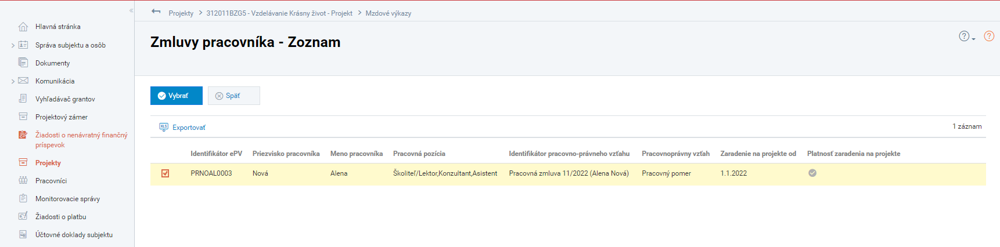 Projekty > 312011BZG5 - Vzdelávanie Krásny život - Projekt > Mzdové výkazy
Zmluvy pracovníka - Zoznam
Hlavná stránka
Správa subjektu a osôb
Dokumenty
Komunikácia
Vyhľadávač grantov
Projektový zámer
Žiadosti o nenávratný finančný
príspevok
Projekty
Pracovníci
Monitorovacie správy
Žiadosti o platbu
Účtovné doklady subjektu
Vybrať
Späť
XLS Exportovať
1 záznam
Identifikátor ePV Priezvisko pracovníka Meno pracovníka Pracovná pozícia Identifikátor pracovno-právneho vzťahu Pracovnoprávny vzťah Zaradenie na projekte od Platnosť zaradenia na projekte
PRNOAL0003 Nová Alena Školiteľ/Lektor,Konzultant,Asistent Pracovná zmluva 11/2022 (Alena Nová) Pracovný pomer 1.1.2022